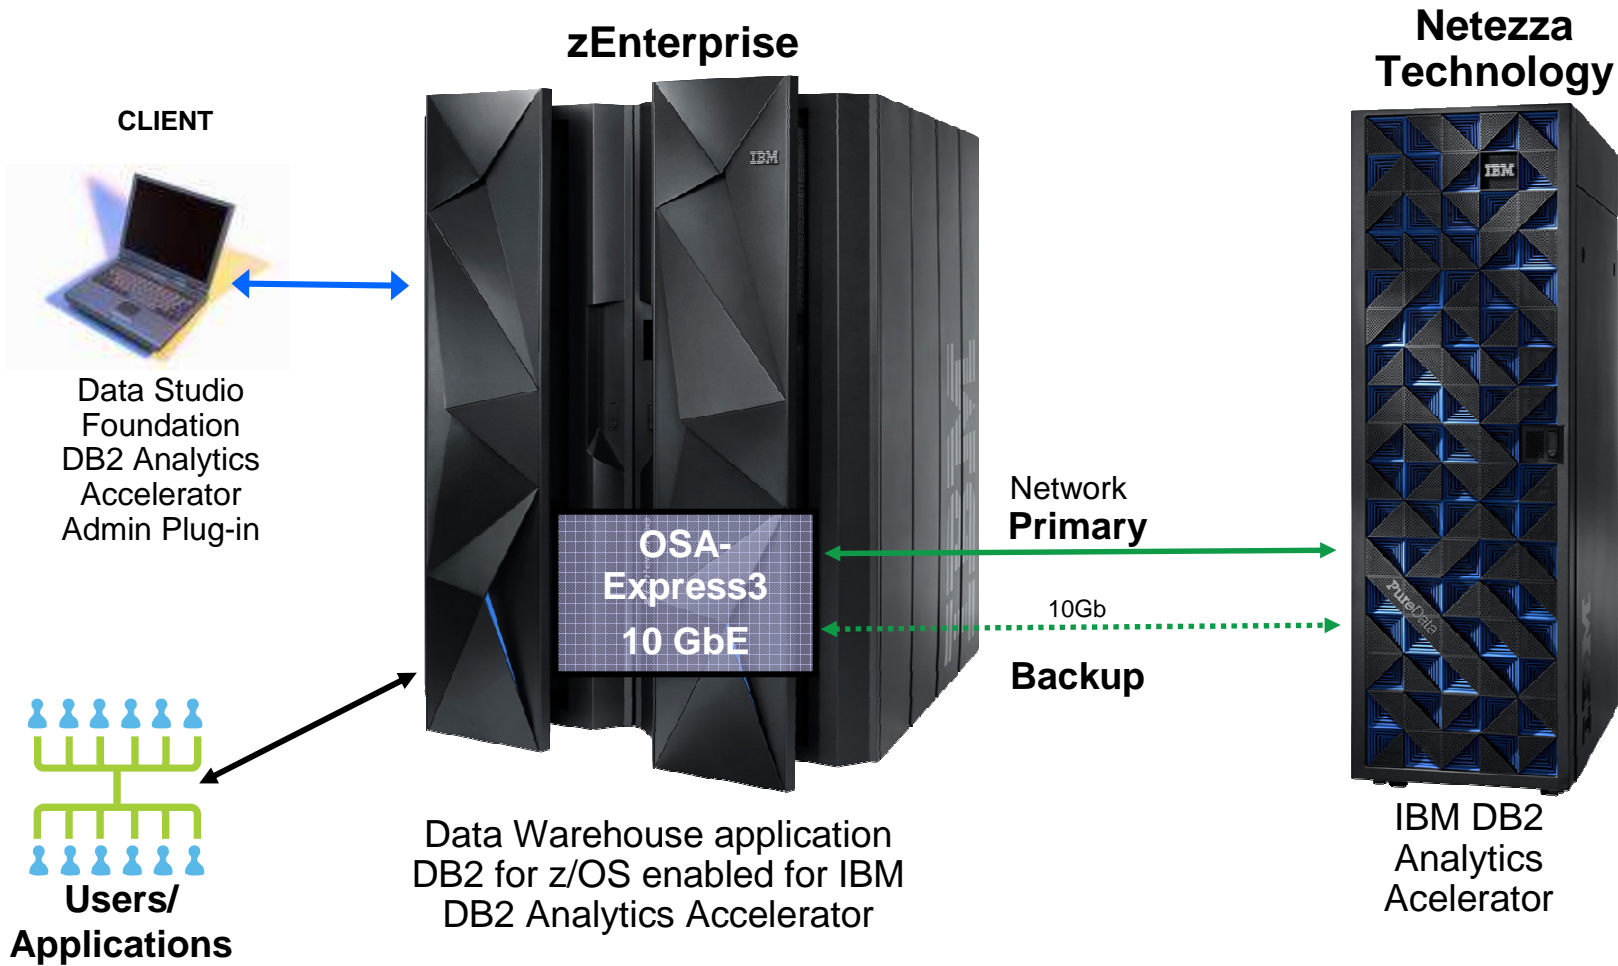 zEnterprise
Netezza
Technology
CLIENT
IBM
IBM
Data Studio
Foundation
DB2 Analytics
Accelerator
Admin Plug-in
Network
Primary
OSA-
Express3
10 GbE
10Gb
Backup
PureData
IBM
Users/
Applications
Data Warehouse application
DB2 for z/OS enabled for IBM
DB2 Analytics Accelerator
IBM DB2
Analytics
Acelerator